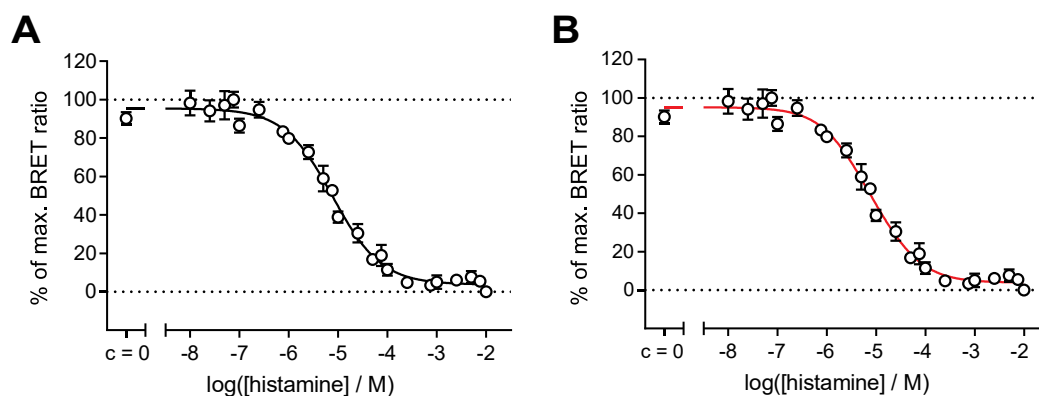 A
120
100
80
60
40
20
0
% of max. BRET ratio
c = 0 -8 -7 -6 -5 -4 -3 -2
log([histamine] / M)
B
120
100
80
60
40
20
0
% of max. BRET ratio
c = 0 -8 -7 -6 -5 -4 -3 -2
log([histamine] / M)